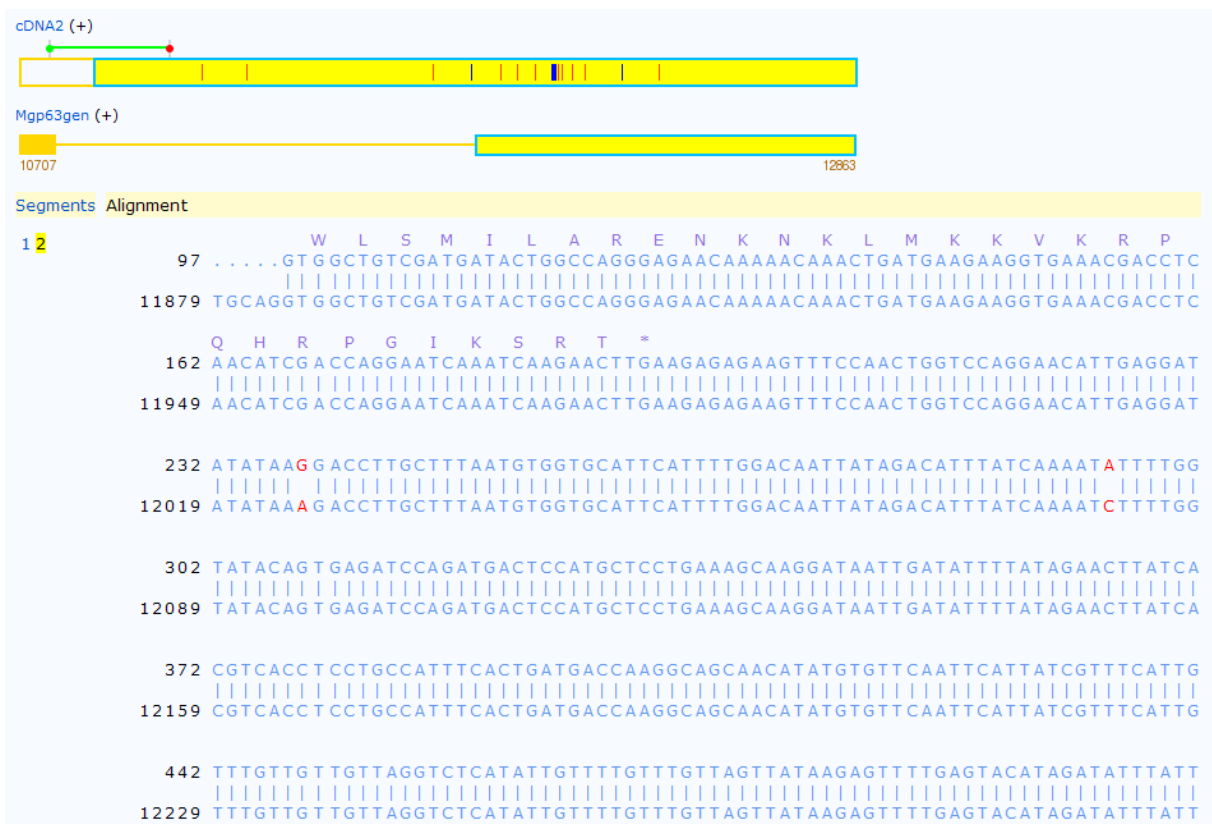 cDNA2 (+)
Mgp63gen (+)
10707 12863
Segments Alignment
1 2
W L S M I L A R E N K N K L M K K V K R P
97 .....GTGGCTGTCGATGATACTGGCCAGGGAGAACAAAAACAAACTGATGAAGAAGGTGAAACGACCTC
11879 TGCAGGTGGCTGTCGATGATACTGGCCAGGGAGAACAAAAACAAACTGATGAAGAAGGTGAAACGACCTC
Q H R P G I K S R T *
162 AACATCGACCAGGAATCAAATCAAGAACTTGAAGAGAGAAGTTTCCAACTGGTCCAGGAACATTGAGGAT
11949 AACATCGACCAGGAATCAAATCAAGAACTTGAAGAGAGAAGTTTCCAACTGGTCCAGGAACATTGAGGAT
232 ATATAAGGACCTTGCTTTAATGTGGTGCATTCATTTTGGACAATTATAGACATTTATCAAAATATTTTGG
12019 ATATAAAGACCTTGCTTTAATGTGGTGCATTCATTTTGGACAATTATAGACATTTATCAAAATCTTTTGG
302 TATACAGTGAGATCCAGATGACTCCATGCTCCTGAAAGCAAGGATAATTGATATTTTATAGAACTTATCA
12089 TATACAGTGAGATCCAGATGACTCCATGCTCCTGAAAGCAAGGATAATTGATATTTTATAGAACTTATCA
372 CGTCACCTCCTGCCATTTCACTGATGACCAAGGCAGCAACATATGTGTTCAATTCATTATCGTTTCATTG
12159 CGTCACCTCCTGCCATTTCACTGATGACCAAGGCAGCAACATATGTGTTCAATTCATTATCGTTTCATTG
442 TTTGTTGTTGTTAGGTCTCATATTGTTTTGTTTGTTAGTTATAAGAGTTTTGAGTACATAGATATTTATT
12229 TTTGTTGTTGTTAGGTCTCATATTGTTTTGTTTGTTAGTTATAAGAGTTTTGAGTACATAGATATTTATT